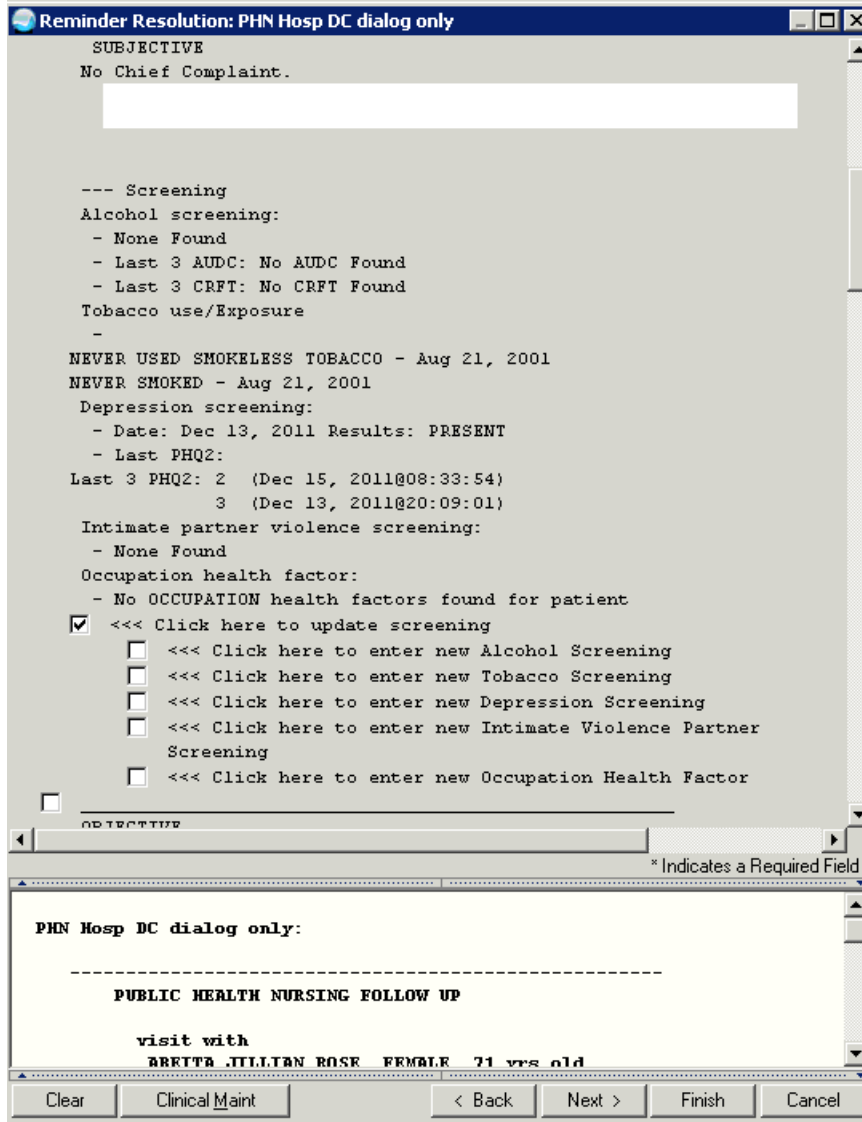 Reminder Resolution: PHN Hosp DC dialog only
SUBJECTIVE
No Chief Complaint.
--- Screening
Alcohol screening:
- None Found
- Last 3 AUDC: No AUDC Found
- Last 3 CRFT: No CRFT Found
Tobacco use/Exposure
-
NEVER USED SMOKELESS TOBACCO - Aug 21, 2001
NEVER SMOKED - Aug 21, 2001
Depression screening:
- Date: Dec 13, 2011 Results: PRESENT
- Last PHQ2:
Last 3 PHQ2: 2 (Dec 15, 2011@08:33:54)
3 (Dec 13, 2011@20:09:01)
Intimate partner violence screening:
- None Found
Occupation health factor:
- No OCCUPATION health factors found for patient
<<< Click here to update screening
<<< Click here to enter new Alcohol Screening
<<< Click here to enter new Tobacco Screening
<<< Click here to enter new Depression Screening
<<< Click here to enter new Intimate Violence Partner
Screening
<<< Click here to enter new Occupation Health Factor
OBJECTIVE
* Indicates a Required Field
PHN Hosp DC dialog only:
-----------------------------------------------------
PUBLIC HEALTH NURSING FOLLOW UP
visit with
JILLIAN ROSE FEMALE 71 yrs old
Clear
Clinical Maint
< Back
Next >
Finish
Cancel